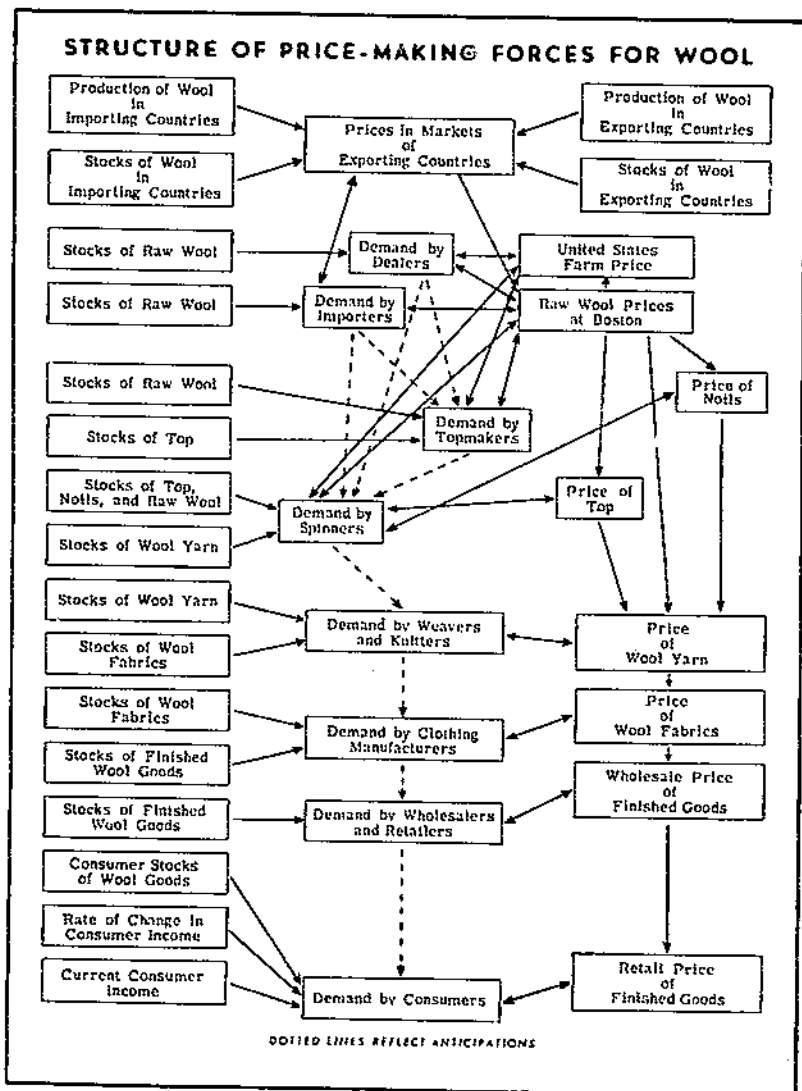 STRUCTURE OF PRICE-MAKING FORCES FOR WOOL
Production of Wool
in
Importing Countries
Prices in Markets
of
Exporting Countries
Production of Wool
in
Exporting Countries
Stocks of Wool
in
Importing Countries
Stocks of Wool
in
Exporting Countries
Stocks of Raw Wool
Demand by
Dealers
United States
Farm Price
Stocks of Raw Wool
Demand by
Importers
Raw Wool Prices
at Boston
Stocks of Raw Wool
Price of
Noils
Stocks of Top
Demand by
Topmakers
Stocks of Top,
Noils, and Raw Wool
Demand by
Spinners
Price of
Top
Stocks of Wool Yarn
Stocks of Wool Yarn
Demand by Weavers
and Knitters
Price
of
Wool Yarn
Stocks of Wool
Fabrics
Stocks of Wool
Fabrics
Demand by Clothing
Manufacturers
Price
of
Wool Fabrics
Stocks of Finished
Wool Goods
Stocks of Finished
Wool Goods
Demand by Wholesalers
and Retailers
Wholesale Price
of
Finished Goods
Consumer Stocks
of Wool Goods
Rate of Change in
Consumer Income
Current Consumer
Income
Demand by Consumers
Retail Price
of
Finished Goods
DOTTED LINES REFLECT ANTICIPATIONS